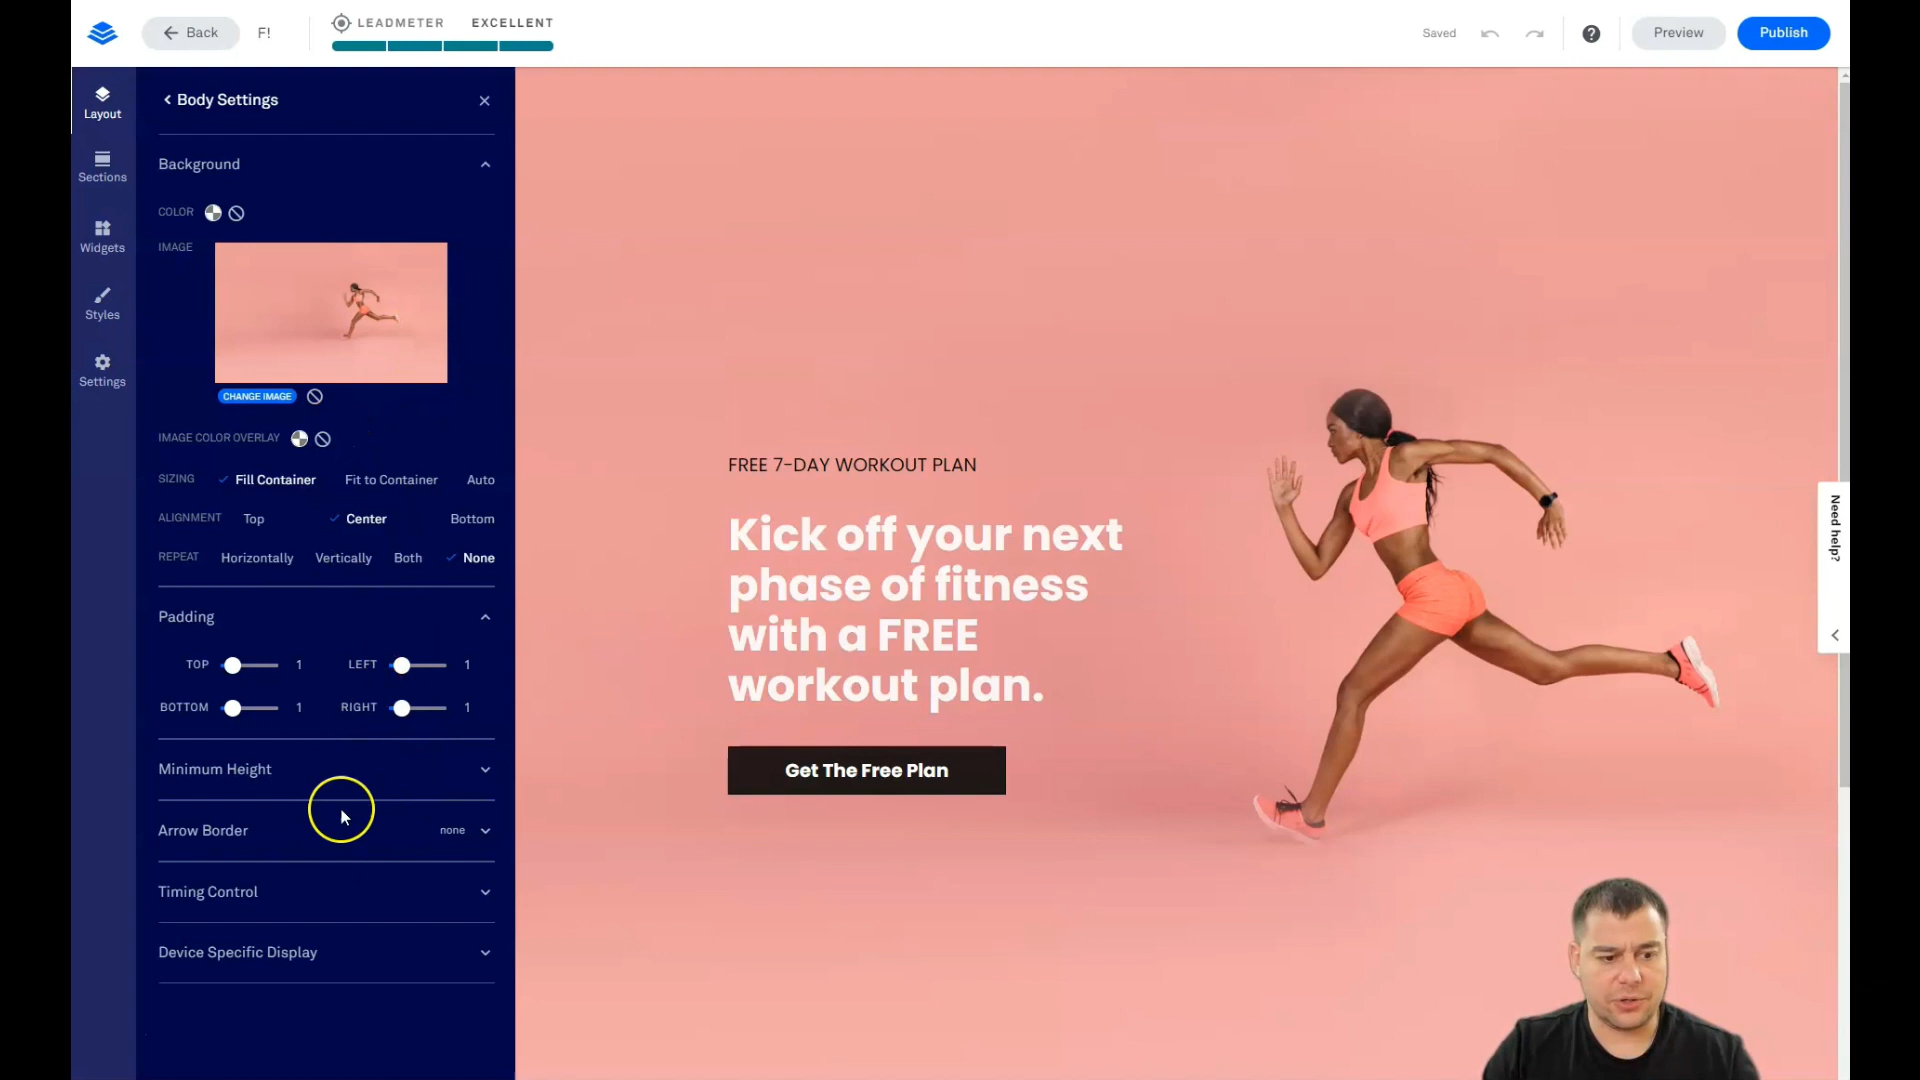 Back
F!
LEADMETER EXCELLENT
Saved
Preview
Publish
Layout
Sections
Widgets
Styles
Settings
Body Settings
Background
COLOR
IMAGE
CHANGE IMAGE
IMAGE COLOR OVERLAY
SIZING Fill Container Fit to Container Auto
ALIGNMENT Top Center Bottom
REPEAT Horizontally Vertically Both None
Padding
TOP 1 LEFT 1
BOTTOM 1 RIGHT 1
Minimum Height
Arrow Border none
Timing Control
Device Specific Display
FREE 7-DAY WORKOUT PLAN
Kick off your next
phase of fitness
with a FREE
workout plan.
Get The Free Plan
Need help?